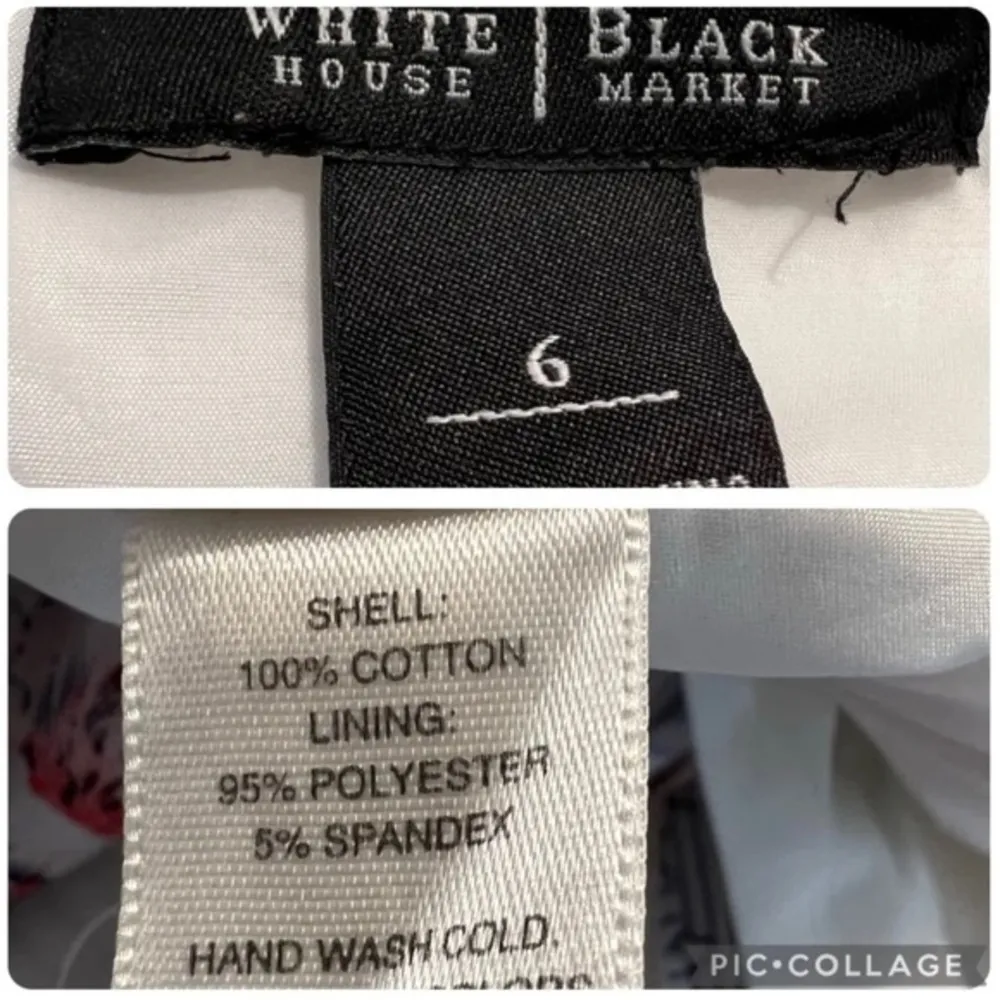 WHITE | BLACK
HOUSE | MARKET
6
SHELL:
100% COTTON
LINING:
95% POLYESTER
5% SPANDEX
HAND WASH COLD.
PIC•COLLAGE